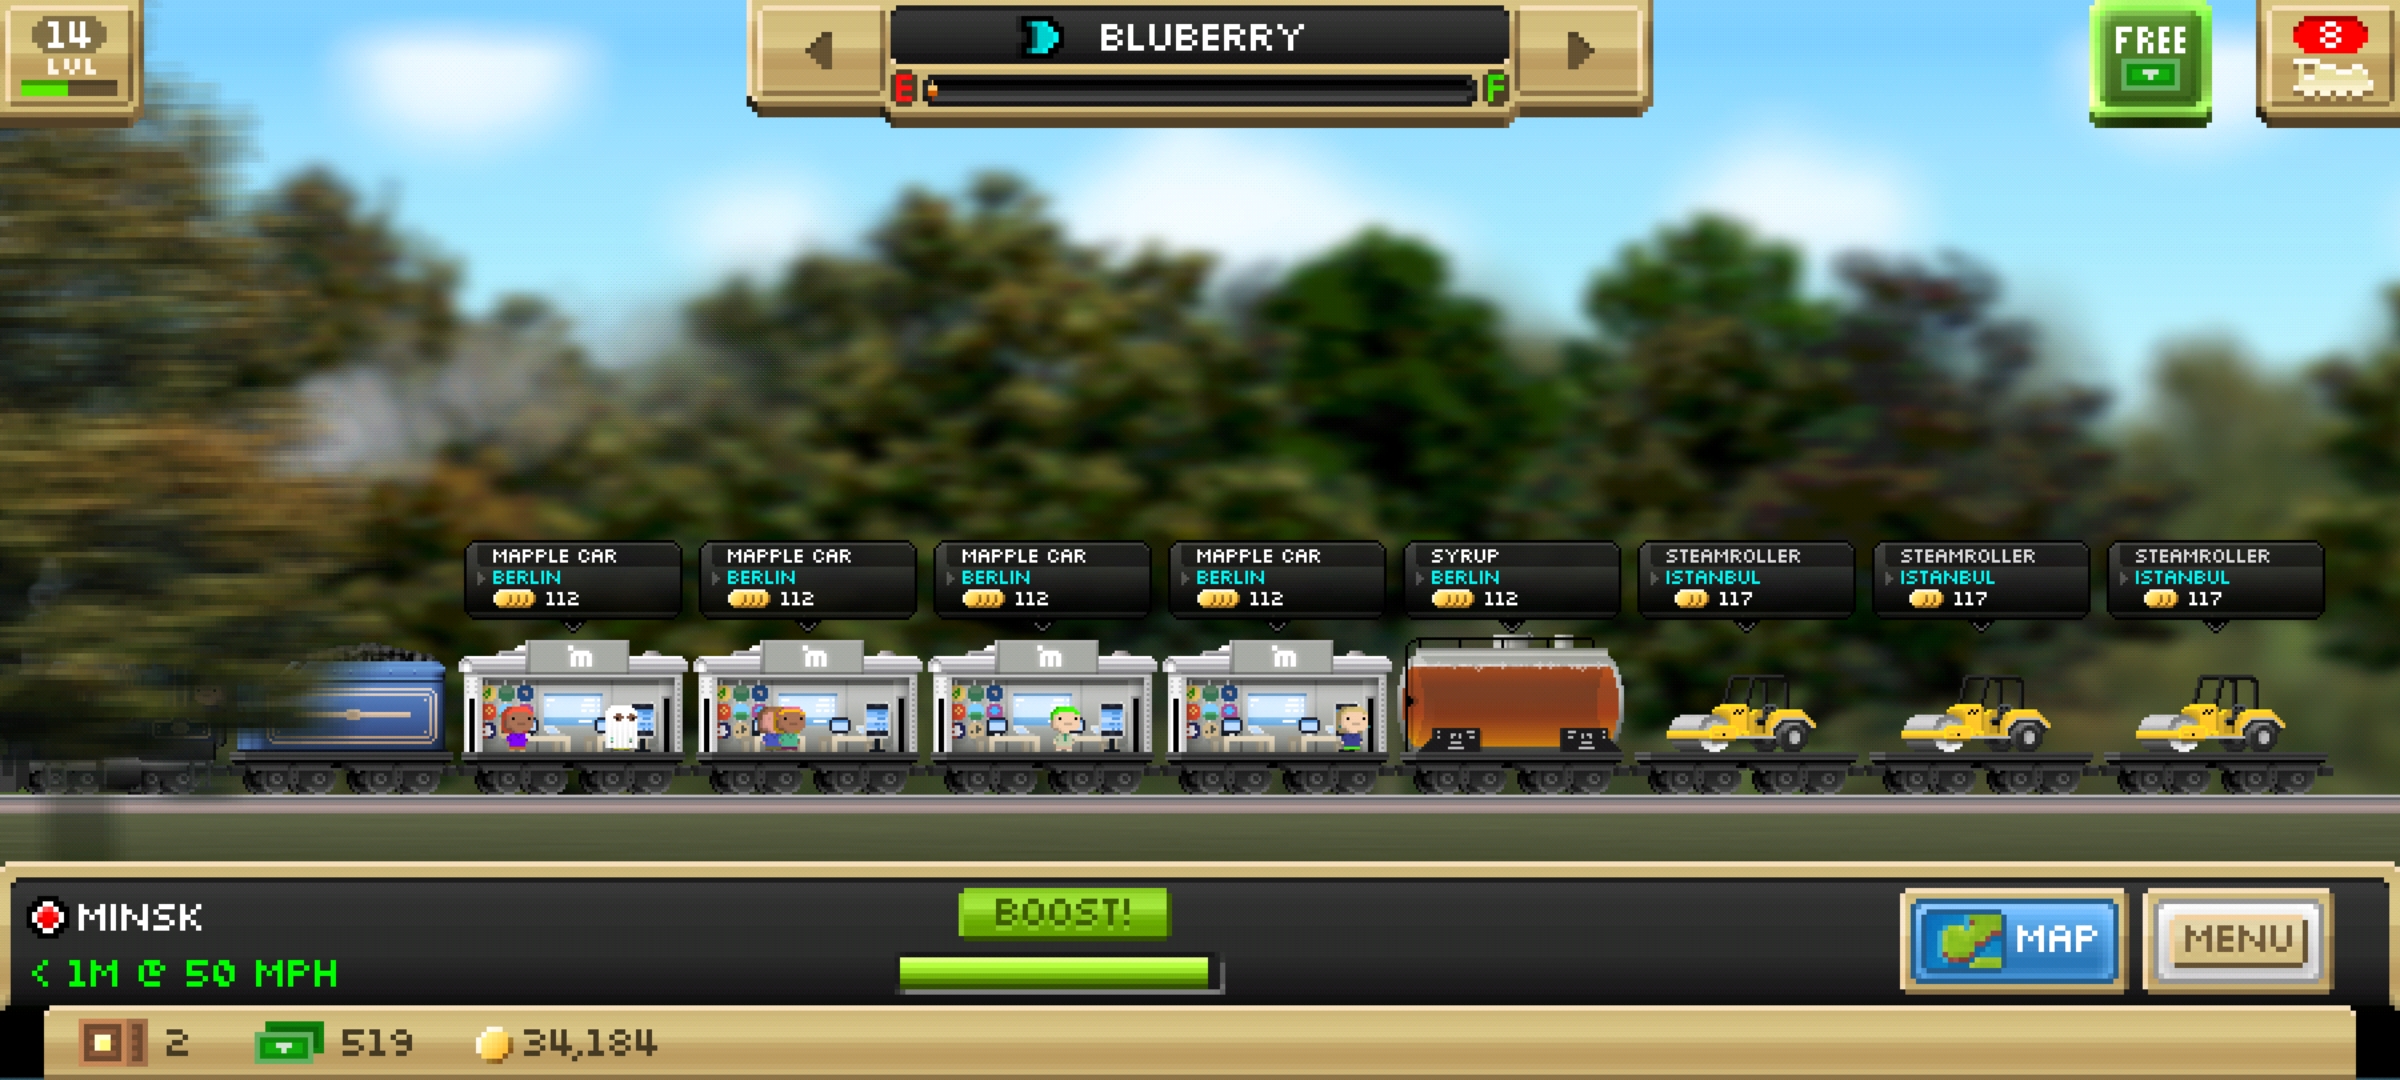 14
LVL
BLUBERRY
E F
FREE
8
MAPPLE CAR
BERLIN
112
MAPPLE CAR
BERLIN
112
MAPPLE CAR
BERLIN
112
MAPPLE CAR
BERLIN
112
SYRUP
BERLIN
112
STEAMROLLER
ISTANBUL
117
STEAMROLLER
ISTANBUL
117
STEAMROLLER
ISTANBUL
117
m
m
m
m
MINSK
< 1M @ 50 MPH
BOOST!
MAP
MENU
2
519
34,184